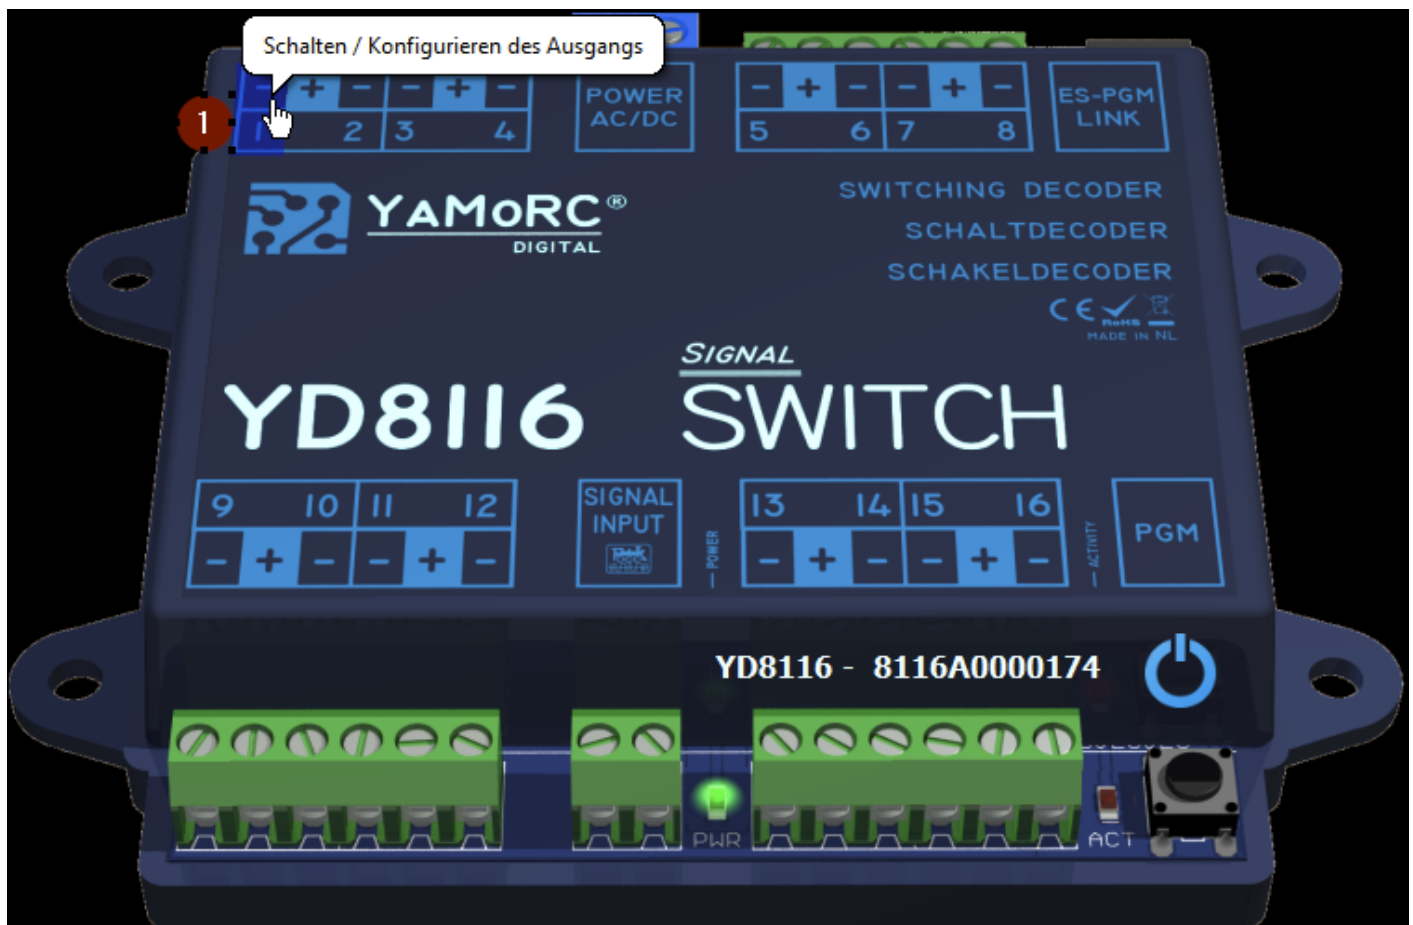 Schalten / Konfigurieren des Ausgangs
- + - + -
POWER
AC/DC
- + - - + -
ES-PGM
LINK
1
1 2 3 4
5 6 7 8
YAMORC®
DIGITAL
SWITCHING DECODER
SCHALTDECODER
SCHAKELDECODER
CE
RoHS
MADE IN NL
SIGNAL
YD8116
SWITCH
9 10 11 12
- + - - + -
SIGNAL
INPUT
POWER
13 14 15 16
- + - - + -
ACTIVITY
PGM
YD8116 - 8116A0000174
PWR
ACT